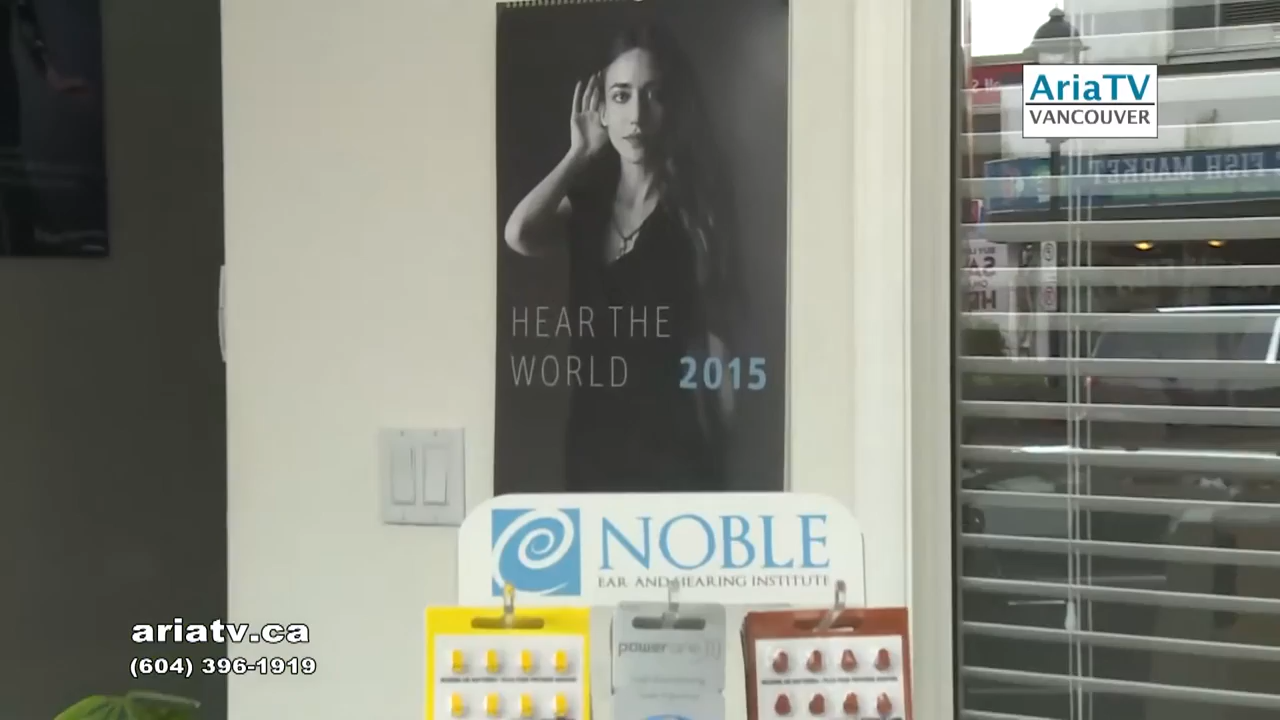 AriaTV
VANCOUVER
FISH MARKET
HEAR THE
WORLD 2015
NOBLE
EAR AND HEARING INSTITUTE
power one
ariatv.ca
(604) 396-1919